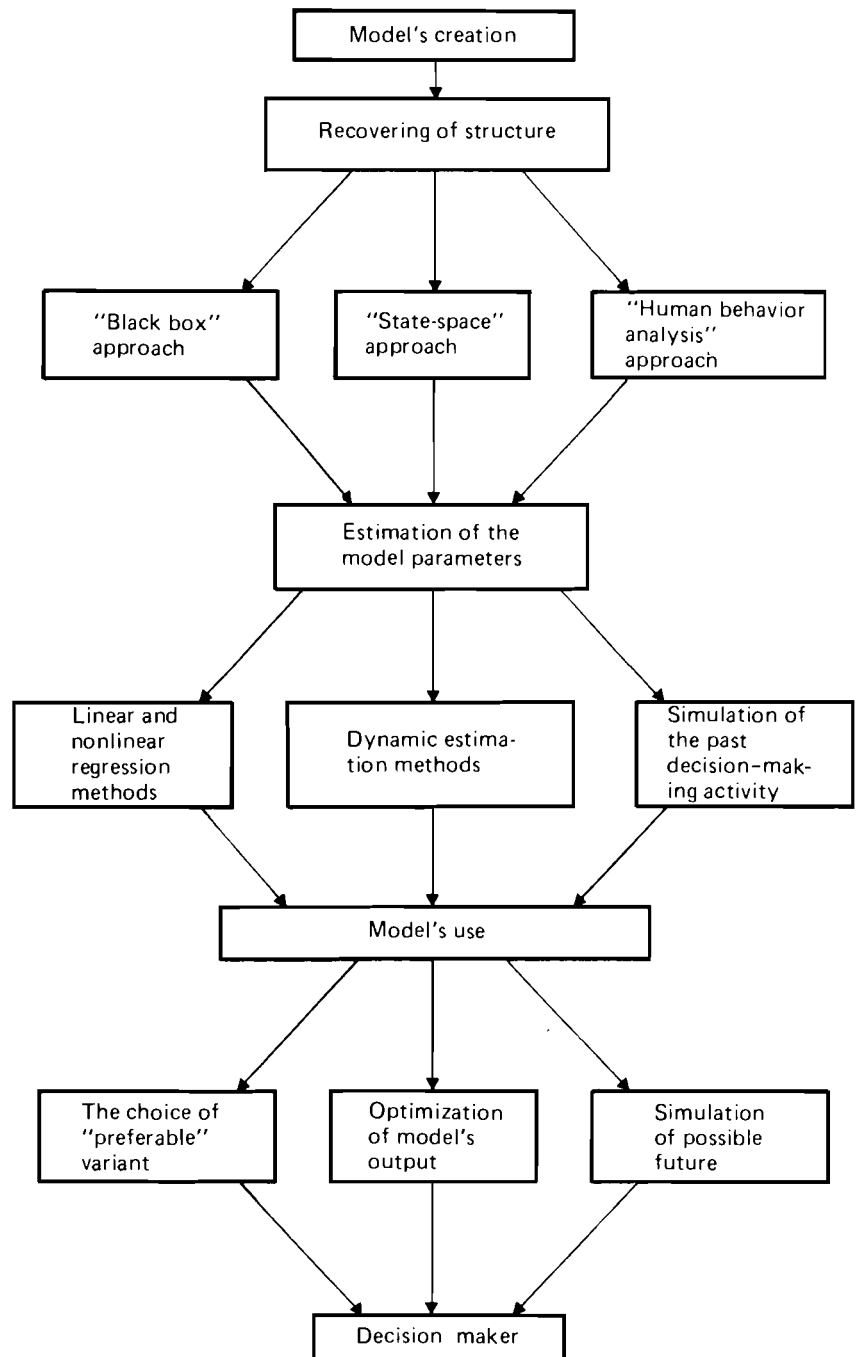 Model's creation
Recovering of structure
"Black box"
approach
"State-space"
approach
"Human behavior
analysis"
approach
Estimation of the
model parameters
Linear and
nonlinear
regression
methods
Dynamic estima-
tion methods
Simulation of
the past
decision-mak-
ing activity
Model's use
The choice of
"preferable"
variant
Optimization
of model's
output
Simulation
of possible
future
Decision maker